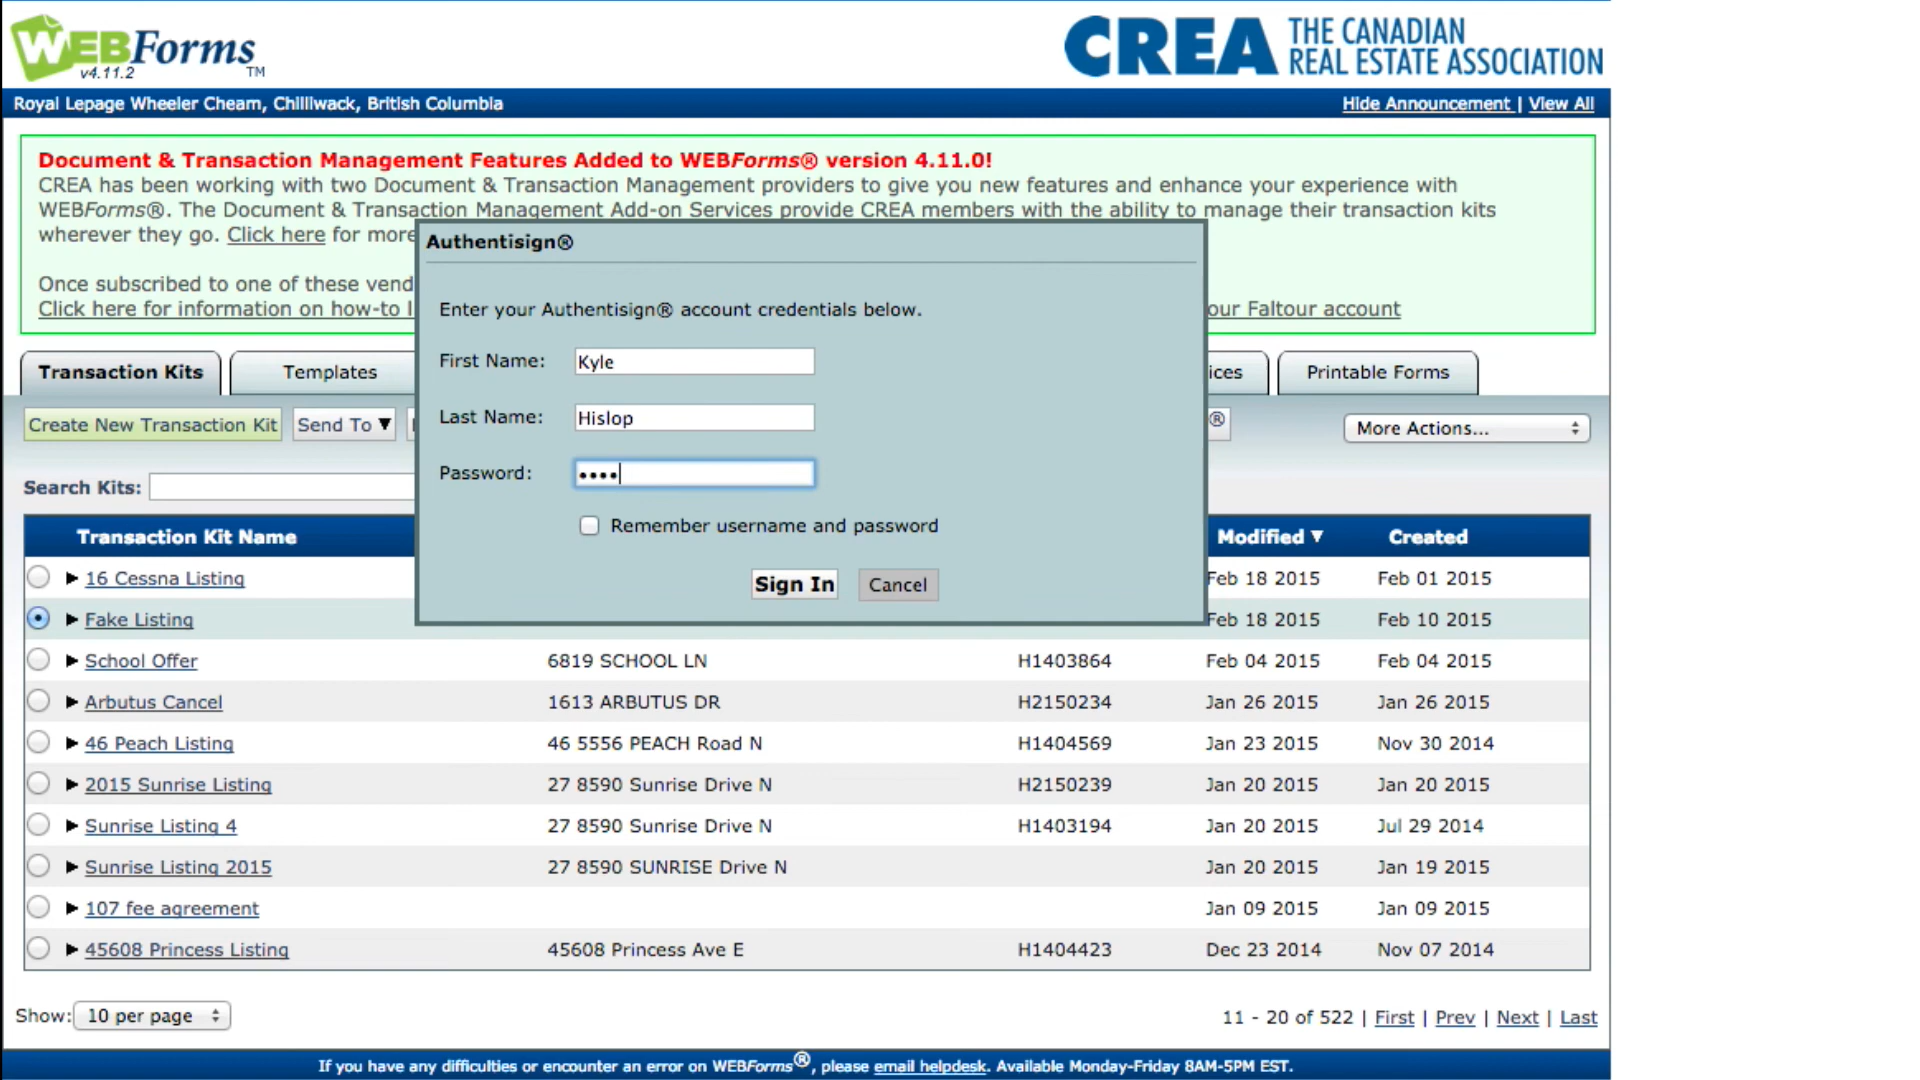 WEBForms™
v4.11.2
CREA THE CANADIAN
REAL ESTATE ASSOCIATION
Royal Lepage Wheeler Cheam, Chilliwack, British Columbia
Hide Announcement | View All
Document & Transaction Management Features Added to WEBForms® version 4.11.0!
CREA has been working with two Document & Transaction Management providers to give you new features and enhance your experience with
WEBForms®. The Document & Transaction Management Add-on Services provide CREA members with the ability to manage their transaction kits
wherever they go. Click here for more
Once subscribed to one of these vend
Click here for information on how-to l
our Faltour account
Authentisign®
Enter your Authentisign® account credentials below.
First Name: Kyle
Last Name: Hislop
Password: ••••
Remember username and password
Sign In Cancel
Transaction Kits Templates ices Printable Forms
Create New Transaction Kit Send To ▼ ® More Actions...
Search Kits:
Transaction Kit Name Modified ▼ Created
16 Cessna Listing Feb 18 2015 Feb 01 2015
Fake Listing Feb 18 2015 Feb 10 2015
School Offer 6819 SCHOOL LN H1403864 Feb 04 2015 Feb 04 2015
Arbutus Cancel 1613 ARBUTUS DR H2150234 Jan 26 2015 Jan 26 2015
46 Peach Listing 46 5556 PEACH Road N H1404569 Jan 23 2015 Nov 30 2014
2015 Sunrise Listing 27 8590 Sunrise Drive N H2150239 Jan 20 2015 Jan 20 2015
Sunrise Listing 4 27 8590 Sunrise Drive N H1403194 Jan 20 2015 Jul 29 2014
Sunrise Listing 2015 27 8590 SUNRISE Drive N Jan 20 2015 Jan 19 2015
107 fee agreement Jan 09 2015 Jan 09 2015
45608 Princess Listing 45608 Princess Ave E H1404423 Dec 23 2014 Nov 07 2014
Show: 10 per page 11 - 20 of 522 | First | Prev | Next | Last
If you have any difficulties or encounter an error on WEBForms®, please email helpdesk. Available Monday-Friday 8AM-5PM EST.